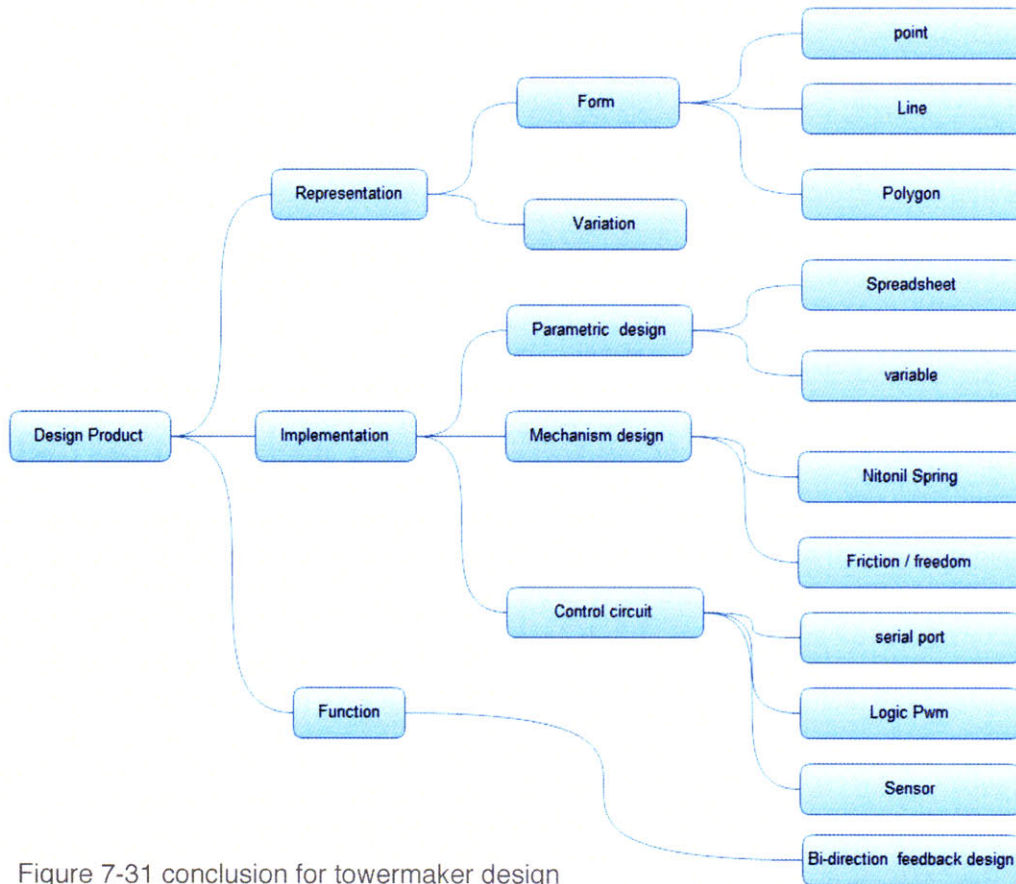 point
Form
Line
Representation
Polygon
Variation
Spreadsheet
Parametric design
variable
Design Product
Implementation
Mechanism design
Nitonil Spring
Friction / freedom
Control circuit
serial port
Function
Logic Pwm
Sensor
Bi-direction feedback design
Figure 7-31 conclusion for towermaker design